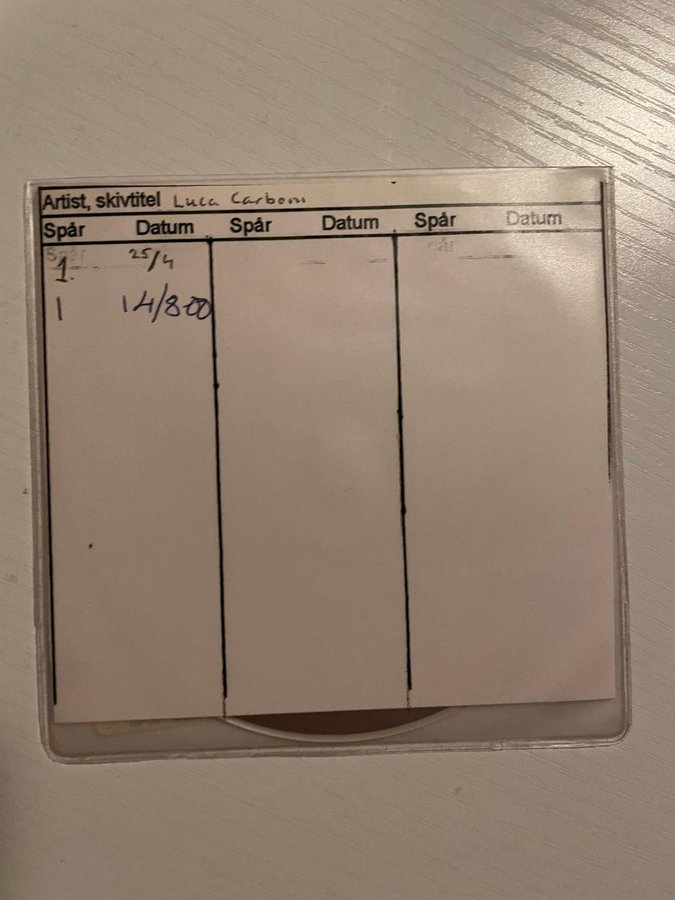 Artist, skivtitel Luca Carboni
Spår Datum Spår Datum Spår Datum
1. 25/4
1 14/8-00